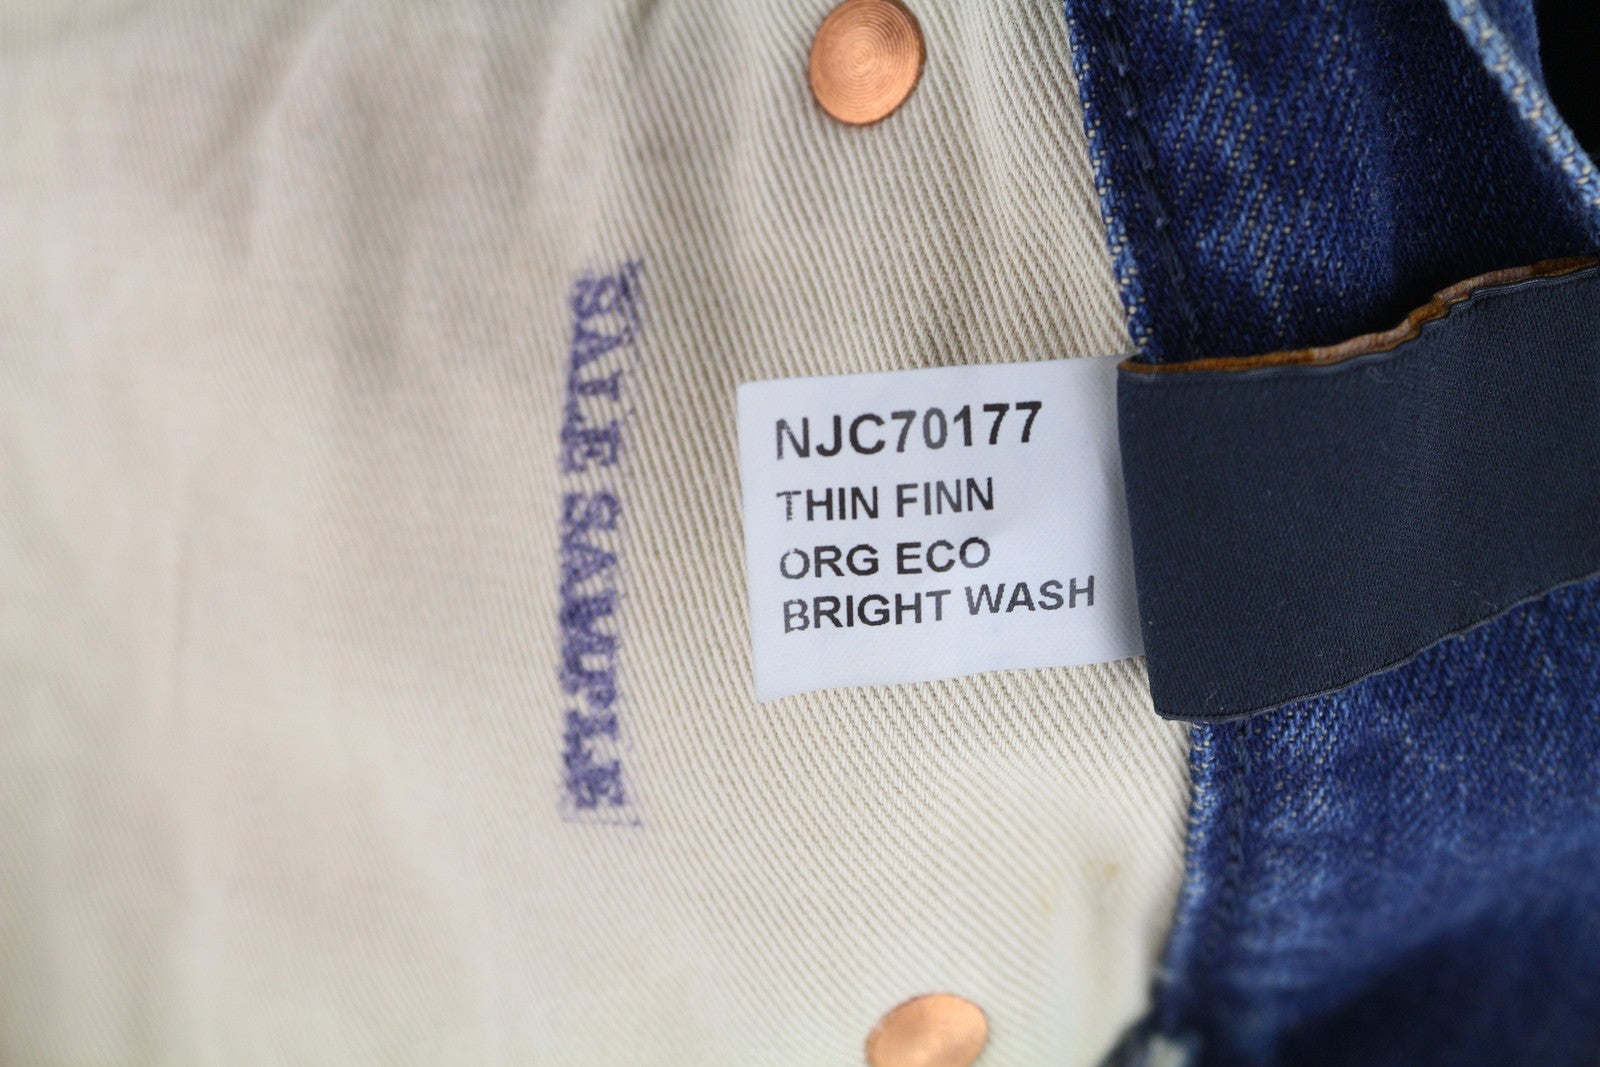 NJC70177
THIN FINN
ORG ECO
BRIGHT WASH
SALE SAMPLE